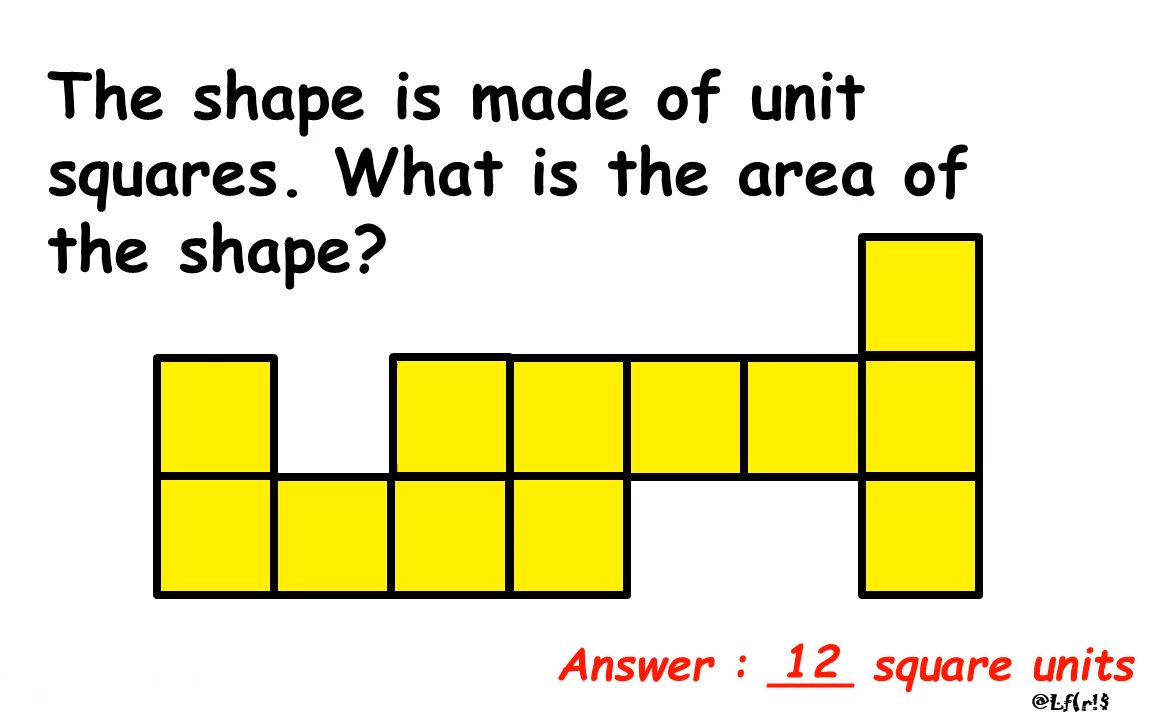 The shape is made of unit
squares. What is the area of
the shape?
Answer : 12 square units